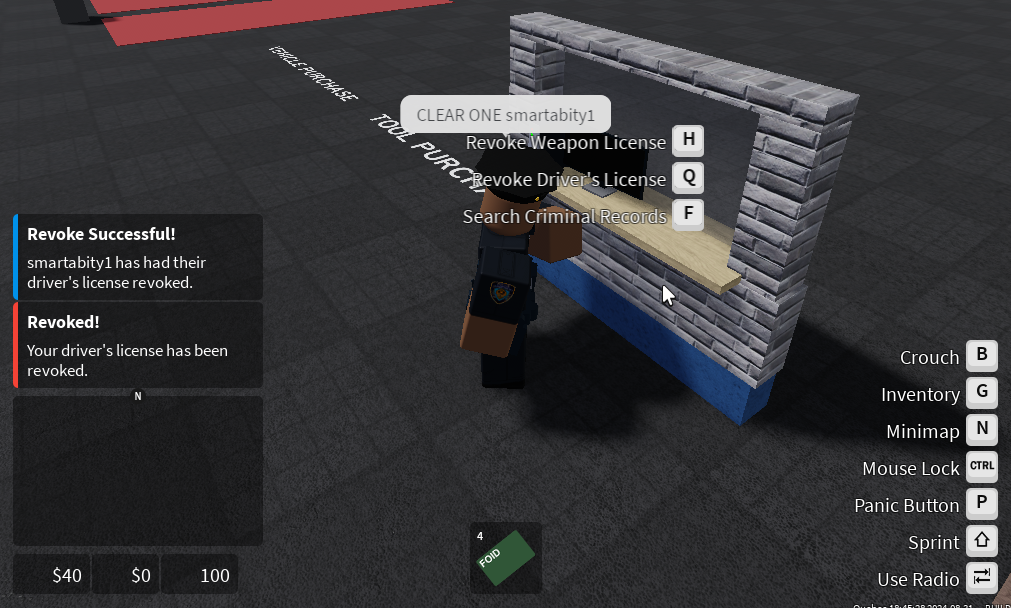 VEHICLE PURCHASE
CLEAR ONE smartabity1
Revoke Weapon License H
Revoke Driver's License Q
Search Criminal Records F
Revoke Successful!
smartabity1 has had their
driver's license revoked.
Revoked!
Your driver's license has been
revoked.
N
$40
$0
100
4
FOID
Crouch B
Inventory G
Minimap N
Mouse Lock CTRL
Panic Button P
Sprint
Use Radio